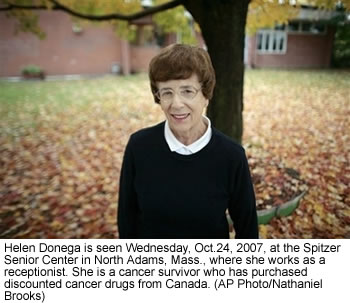 Helen Donega is seen Wednesday, Oct.24, 2007, at the Spitzer
Senior Center in North Adams, Mass., where she works as a
receptionist. She is a cancer survivor who has purchased
discounted cancer drugs from Canada. (AP Photo/Nathaniel
Brooks)